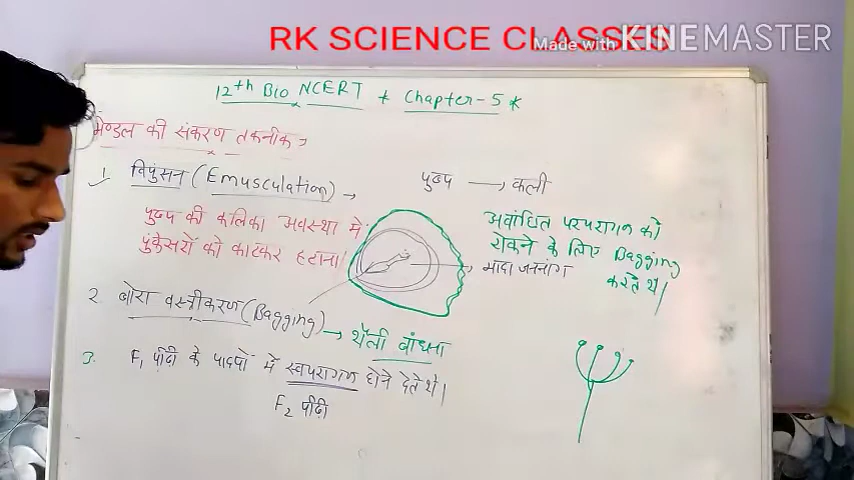 RK SCIENCE CLASSES
Made with KINEMASTER
12th Bio NCERT * Chapter-5 *
मेण्डल की संकरण तकनीक
1. विपुंसन (Emusculation) →
पुष्प → कली
पुष्प की कलिका अवस्था में
पुंकेसरों को काटकर हटाना।
अवांछित परपरागन को
रोकने के लिए Bagging
करते थे।
मादा जननांग
2. बोरा वस्त्रीकरण (Bagging) → थैली बांधना
3. F1 पीढ़ी के पादपों में स्वपरागन होने देते थे।
F2 पीढ़ी